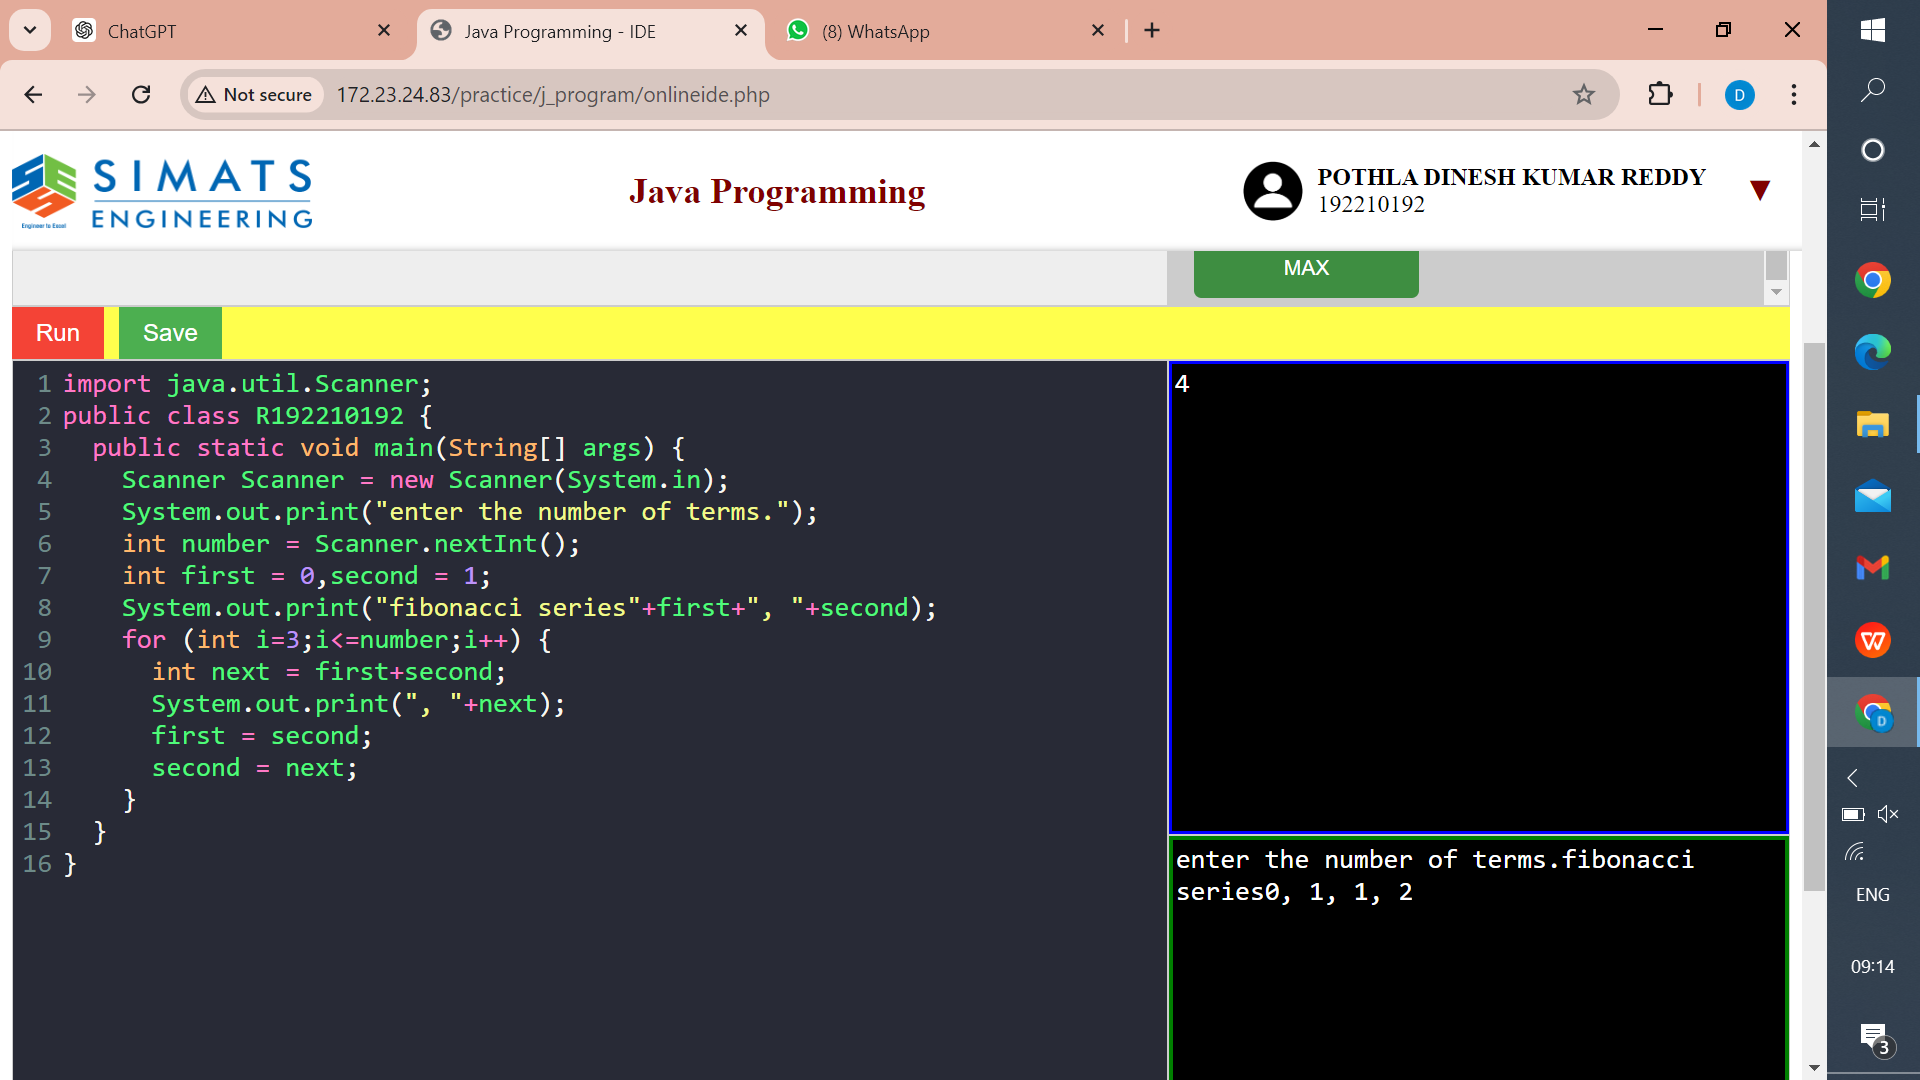 ChatGPT
Java Programming - IDE
(8) WhatsApp
Not secure
172.23.24.83/practice/j_program/onlineide.php
D
SIMATS
ENGINEERING
Engineer to Excel
Java Programming
POTHLA DINESH KUMAR REDDY
192210192
MAX
Run
Save
1 import java.util.Scanner;
2 public class R192210192 {
3   public static void main(String[] args) {
4     Scanner Scanner = new Scanner(System.in);
5     System.out.print("enter the number of terms.");
6     int number = Scanner.nextInt();
7     int first = 0,second = 1;
8     System.out.print("fibonacci series"+first+", "+second);
9     for (int i=3;i<=number;i++) {
10       int next = first+second;
11       System.out.print(", "+next);
12       first = second;
13       second = next;
14     }
15   }
16 }
4
enter the number of terms.fibonacci
series0, 1, 1, 2
D
ENG
09:14
3